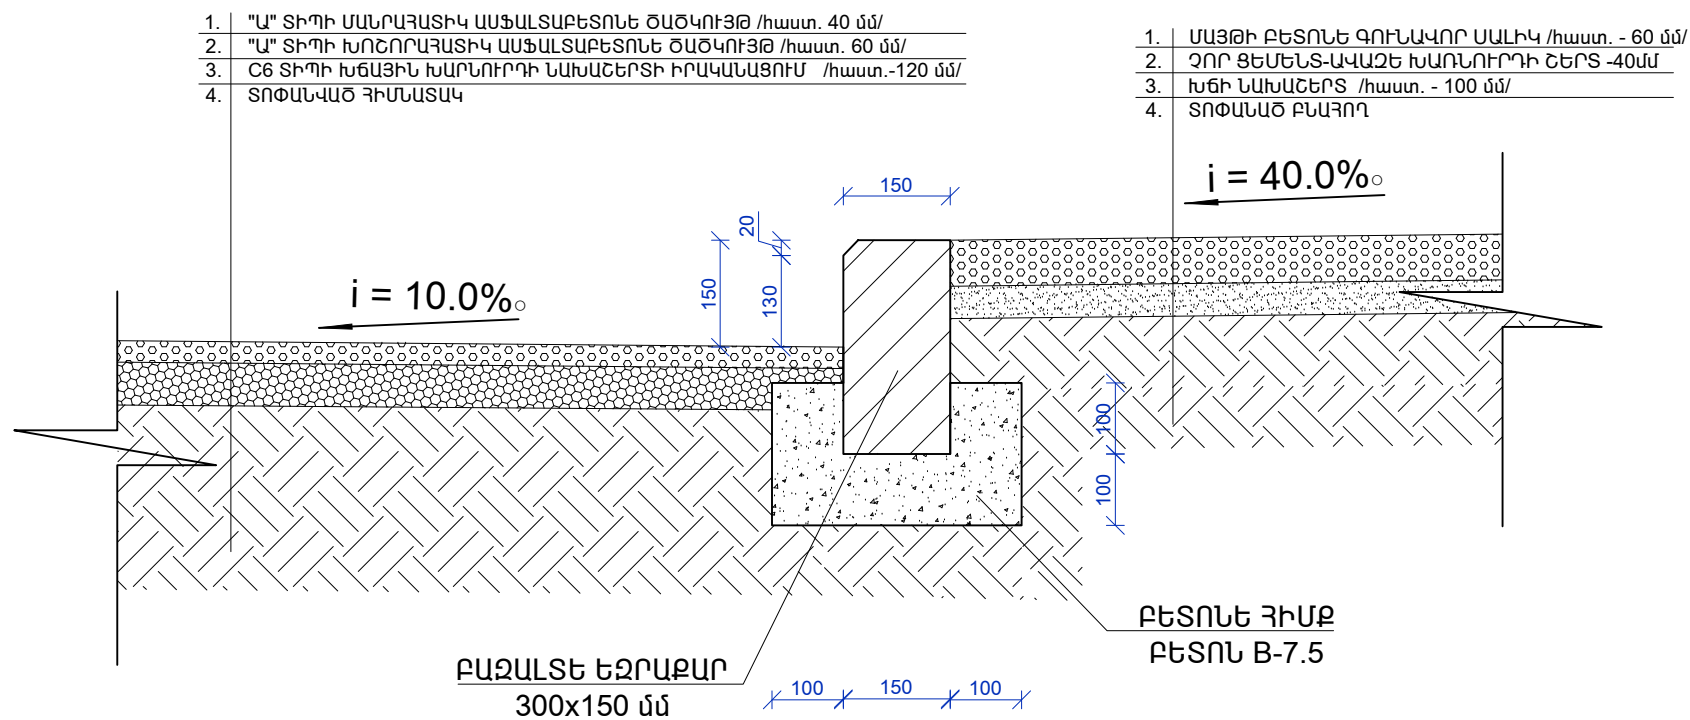 1. "Ա" ՏԻՊԻ ՄԱՆՐԱՀԱՏԻԿ ԱՍՖԱԼՏԱԲԵՏՈՆԵ ԾԱԾԿՈՒՅԹ /հաստ. 40 մմ/
2. "Ա" ՏԻՊԻ ԽՈՇՈՐԱՀԱՏԻԿ ԱՍՖԱԼՏԱԲԵՏՈՆԵ ԾԱԾԿՈՒՅԹ /հաստ. 60 մմ/
3. C6 ՏԻՊԻ ԽՃԱՅԻՆ ԽԱՐՆՈՒՐԴԻ ՆԱԽԱՇԵՐՏԻ ԻՐԱԿԱՆԱՑՈՒՄ /հաստ.-120 մմ/
4. ՏՈՓԱՆՎԱԾ ՀԻՄՆԱՏԱԿ
1. ՄԱՅԹԻ ԲԵՏՈՆԵ ԳՈՒՆԱՎՈՐ ՍԱԼԻԿ /հաստ. - 60 մմ/
2. ՉՈՐ ՑԵՄԵՆՏ-ԱՎԱԶԵ ԽԱՌՆՈՒՐԴԻ ՇԵՐՏ -40մմ
3. ԽՃԻ ՆԱԽԱՇԵՐՏ /հաստ. - 100 մմ/
4. ՏՈՓԱՆԱԾ ԲՆԱՀՈՂ
i = 40.0%○
150
20
150
130
i = 10.0%○
100
100
ԲԵՏՈՆԵ ՀԻՄՔ
ԲԵՏՈՆ B-7.5
ԲԱԶԱԼՏԵ ԵԶՐԱՔԱՐ
300x150 մմ
100
150
100